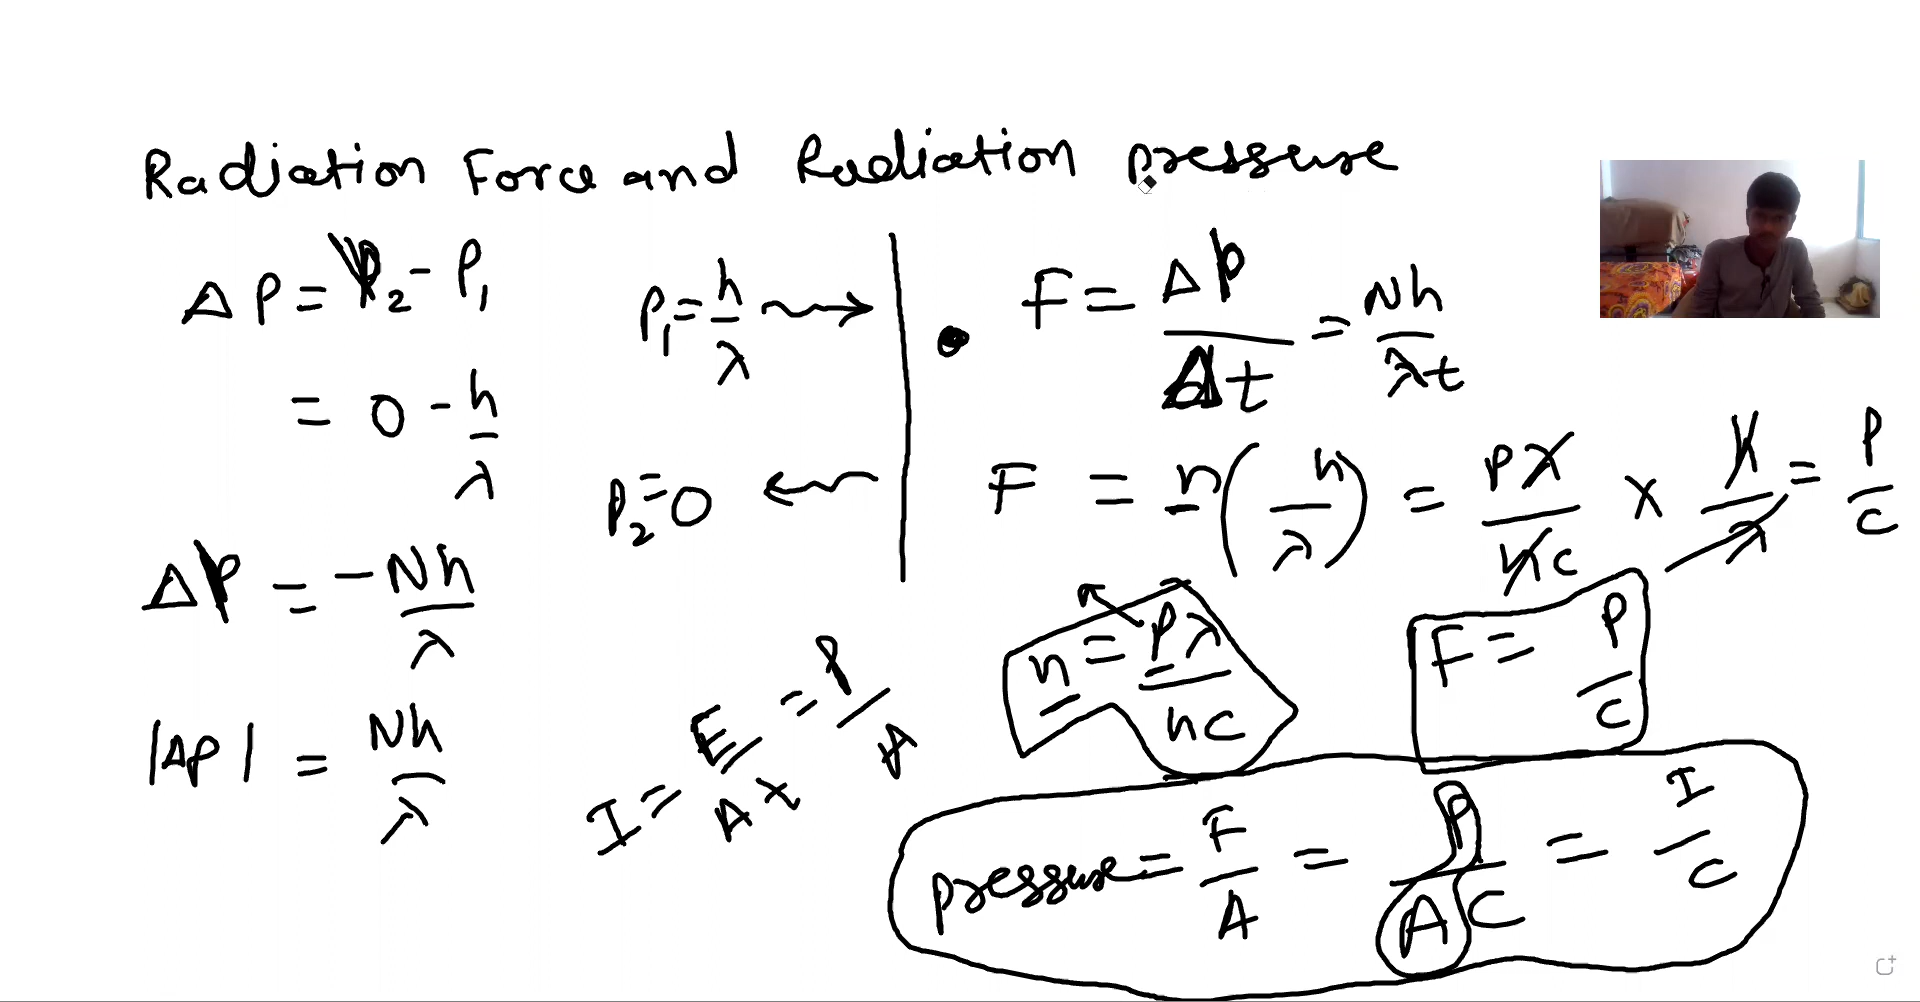 Radiation Force and Radiation pressure
ΔP = P₂ - P₁
= 0 - h/λ
ΔP = -Nh/λ
|ΔP| = Nh/λ
P₁ = h/λ
P₂ = 0
I = E/At = P/A
F = ΔP/Δt = Nh/λt
F = n(h/λ) = Pλ/hc × h/λ = P/c
n = Pλ/hc
F = P/c
pressure = F/A = P/AC = I/C